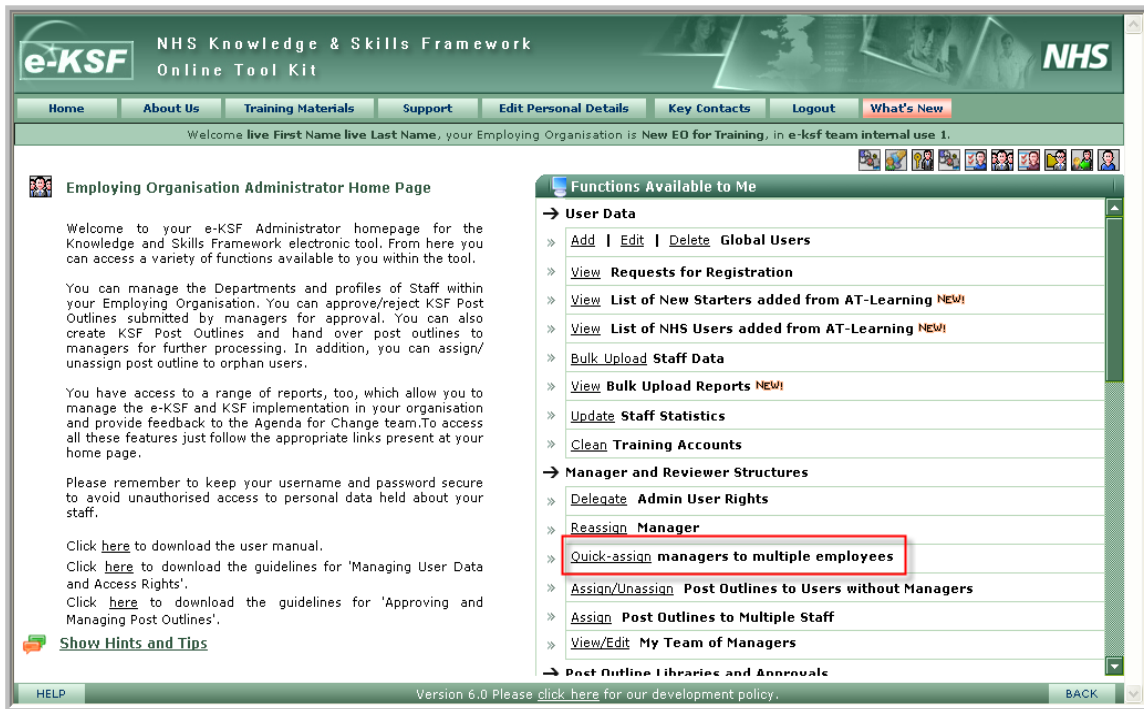 e-KSF
NHS Knowledge & Skills Framework
Online Tool Kit
NHS
Home About Us Training Materials Support Edit Personal Details Key Contacts Logout What's New
Welcome live First Name live Last Name, your Employing Organisation is New EO for Training, in e-ksf team internal use 1.
Employing Organisation Administrator Home Page
Welcome to your e-KSF Administrator homepage for the
Knowledge and Skills Framework electronic tool. From here you
can access a variety of functions available to you within the tool.
You can manage the Departments and profiles of Staff within
your Employing Organisation. You can approve/reject KSF Post
Outlines submitted by managers for approval. You can also
create KSF Post Outlines and hand over post outlines to
managers for further processing. In addition, you can assign/
unassign post outline to orphan users.
You have access to a range of reports, too, which allow you to
manage the e-KSF and KSF implementation in your organisation
and provide feedback to the Agenda for Change team.To access
all these features just follow the appropriate links present at your
home page.
Please remember to keep your username and password secure
to avoid unauthorised access to personal data held about your
staff.
Click here to download the user manual.
Click here to download the guidelines for 'Managing User Data
and Access Rights'.
Click here to download the guidelines for 'Approving and
Managing Post Outlines'.
Show Hints and Tips
Functions Available to Me
User Data
Add | Edit | Delete Global Users
View Requests for Registration
View List of New Starters added from AT-Learning NEW!
View List of NHS Users added from AT-Learning NEW!
Bulk Upload Staff Data
View Bulk Upload Reports NEW!
Update Staff Statistics
Clean Training Accounts
Manager and Reviewer Structures
Delegate Admin User Rights
Reassign Manager
Quick-assign managers to multiple employees
Assign/Unassign Post Outlines to Users without Managers
Assign Post Outlines to Multiple Staff
View/Edit My Team of Managers
Post Outline Libraries and Approvals
HELP Version 6.0 Please click here for our development policy. BACK